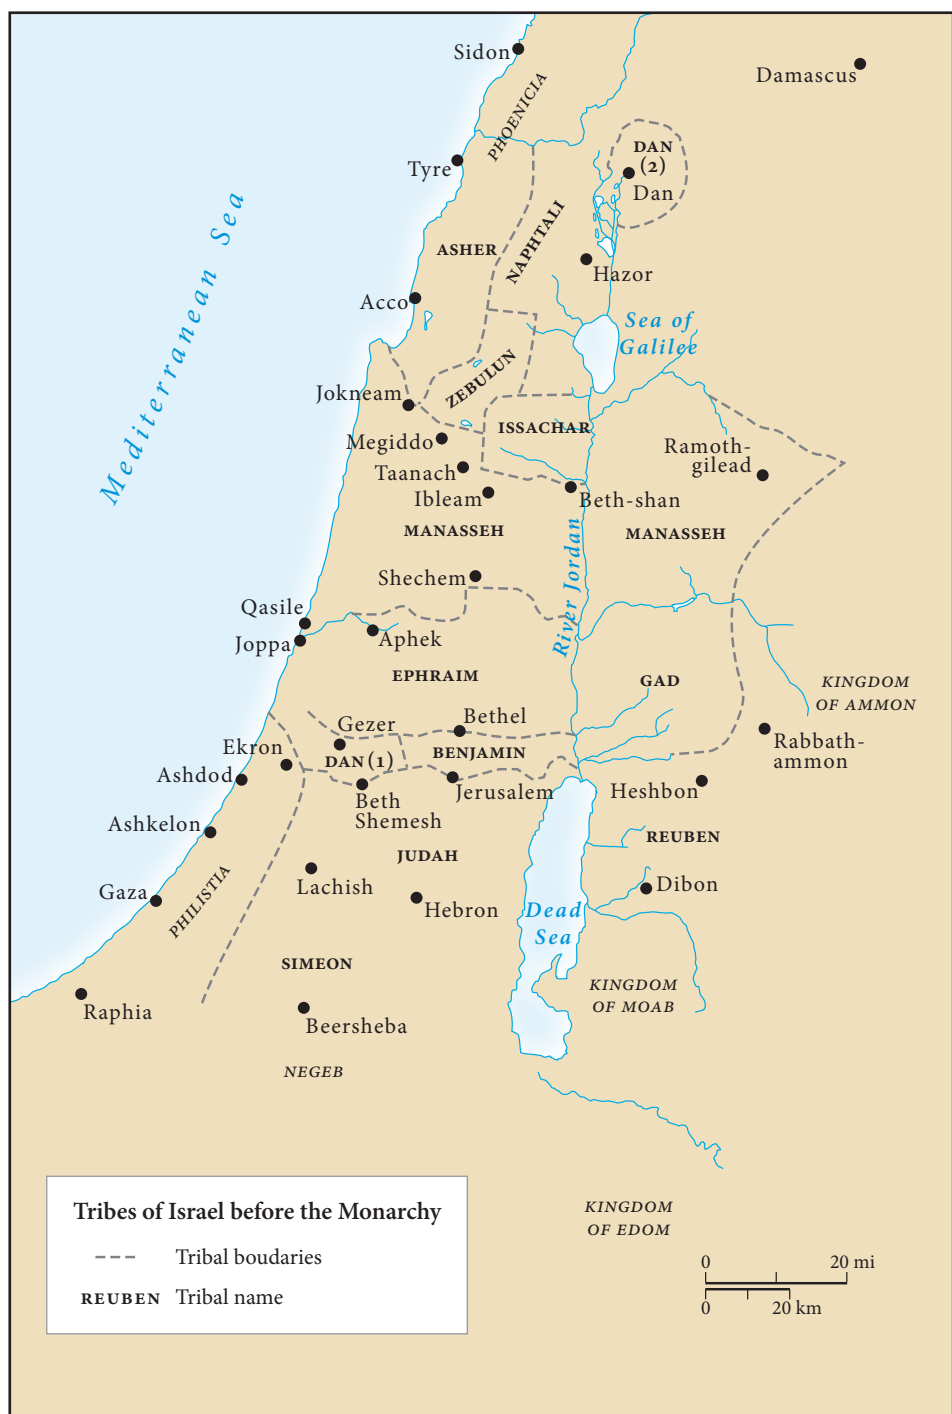 Sidon
Damascus
PHOENICIA
DAN
(2)
Tyre
Dan
NAPHTALI
ASHER
Mediterranean Sea
Hazor
Acco
Sea of
Galilee
ZEBULUN
Jokneam
ISSACHAR
Megiddo
Ramoth-
gilead
Taanach
Ibleam
Beth-shan
MANASSEH
MANASSEH
River Jordan
Shechem
Qasile
Joppa
Aphek
EPHRAIM
GAD
KINGDOM
OF AMMON
Gezer
Bethel
Ekron
DAN (1)
BENJAMIN
Rabbath-
ammon
Ashdod
Beth
Shemesh
Jerusalem
Heshbon
Ashkelon
REUBEN
JUDAH
Lachish
Dibon
Gaza
PHILISTIA
Hebron
Dead
Sea
SIMEON
KINGDOM
OF MOAB
Raphia
Beersheba
NEGEB
Tribes of Israel before the Monarchy
Tribal boudaries
REUBEN Tribal name
KINGDOM
OF EDOM
0 20 mi
0 20 km